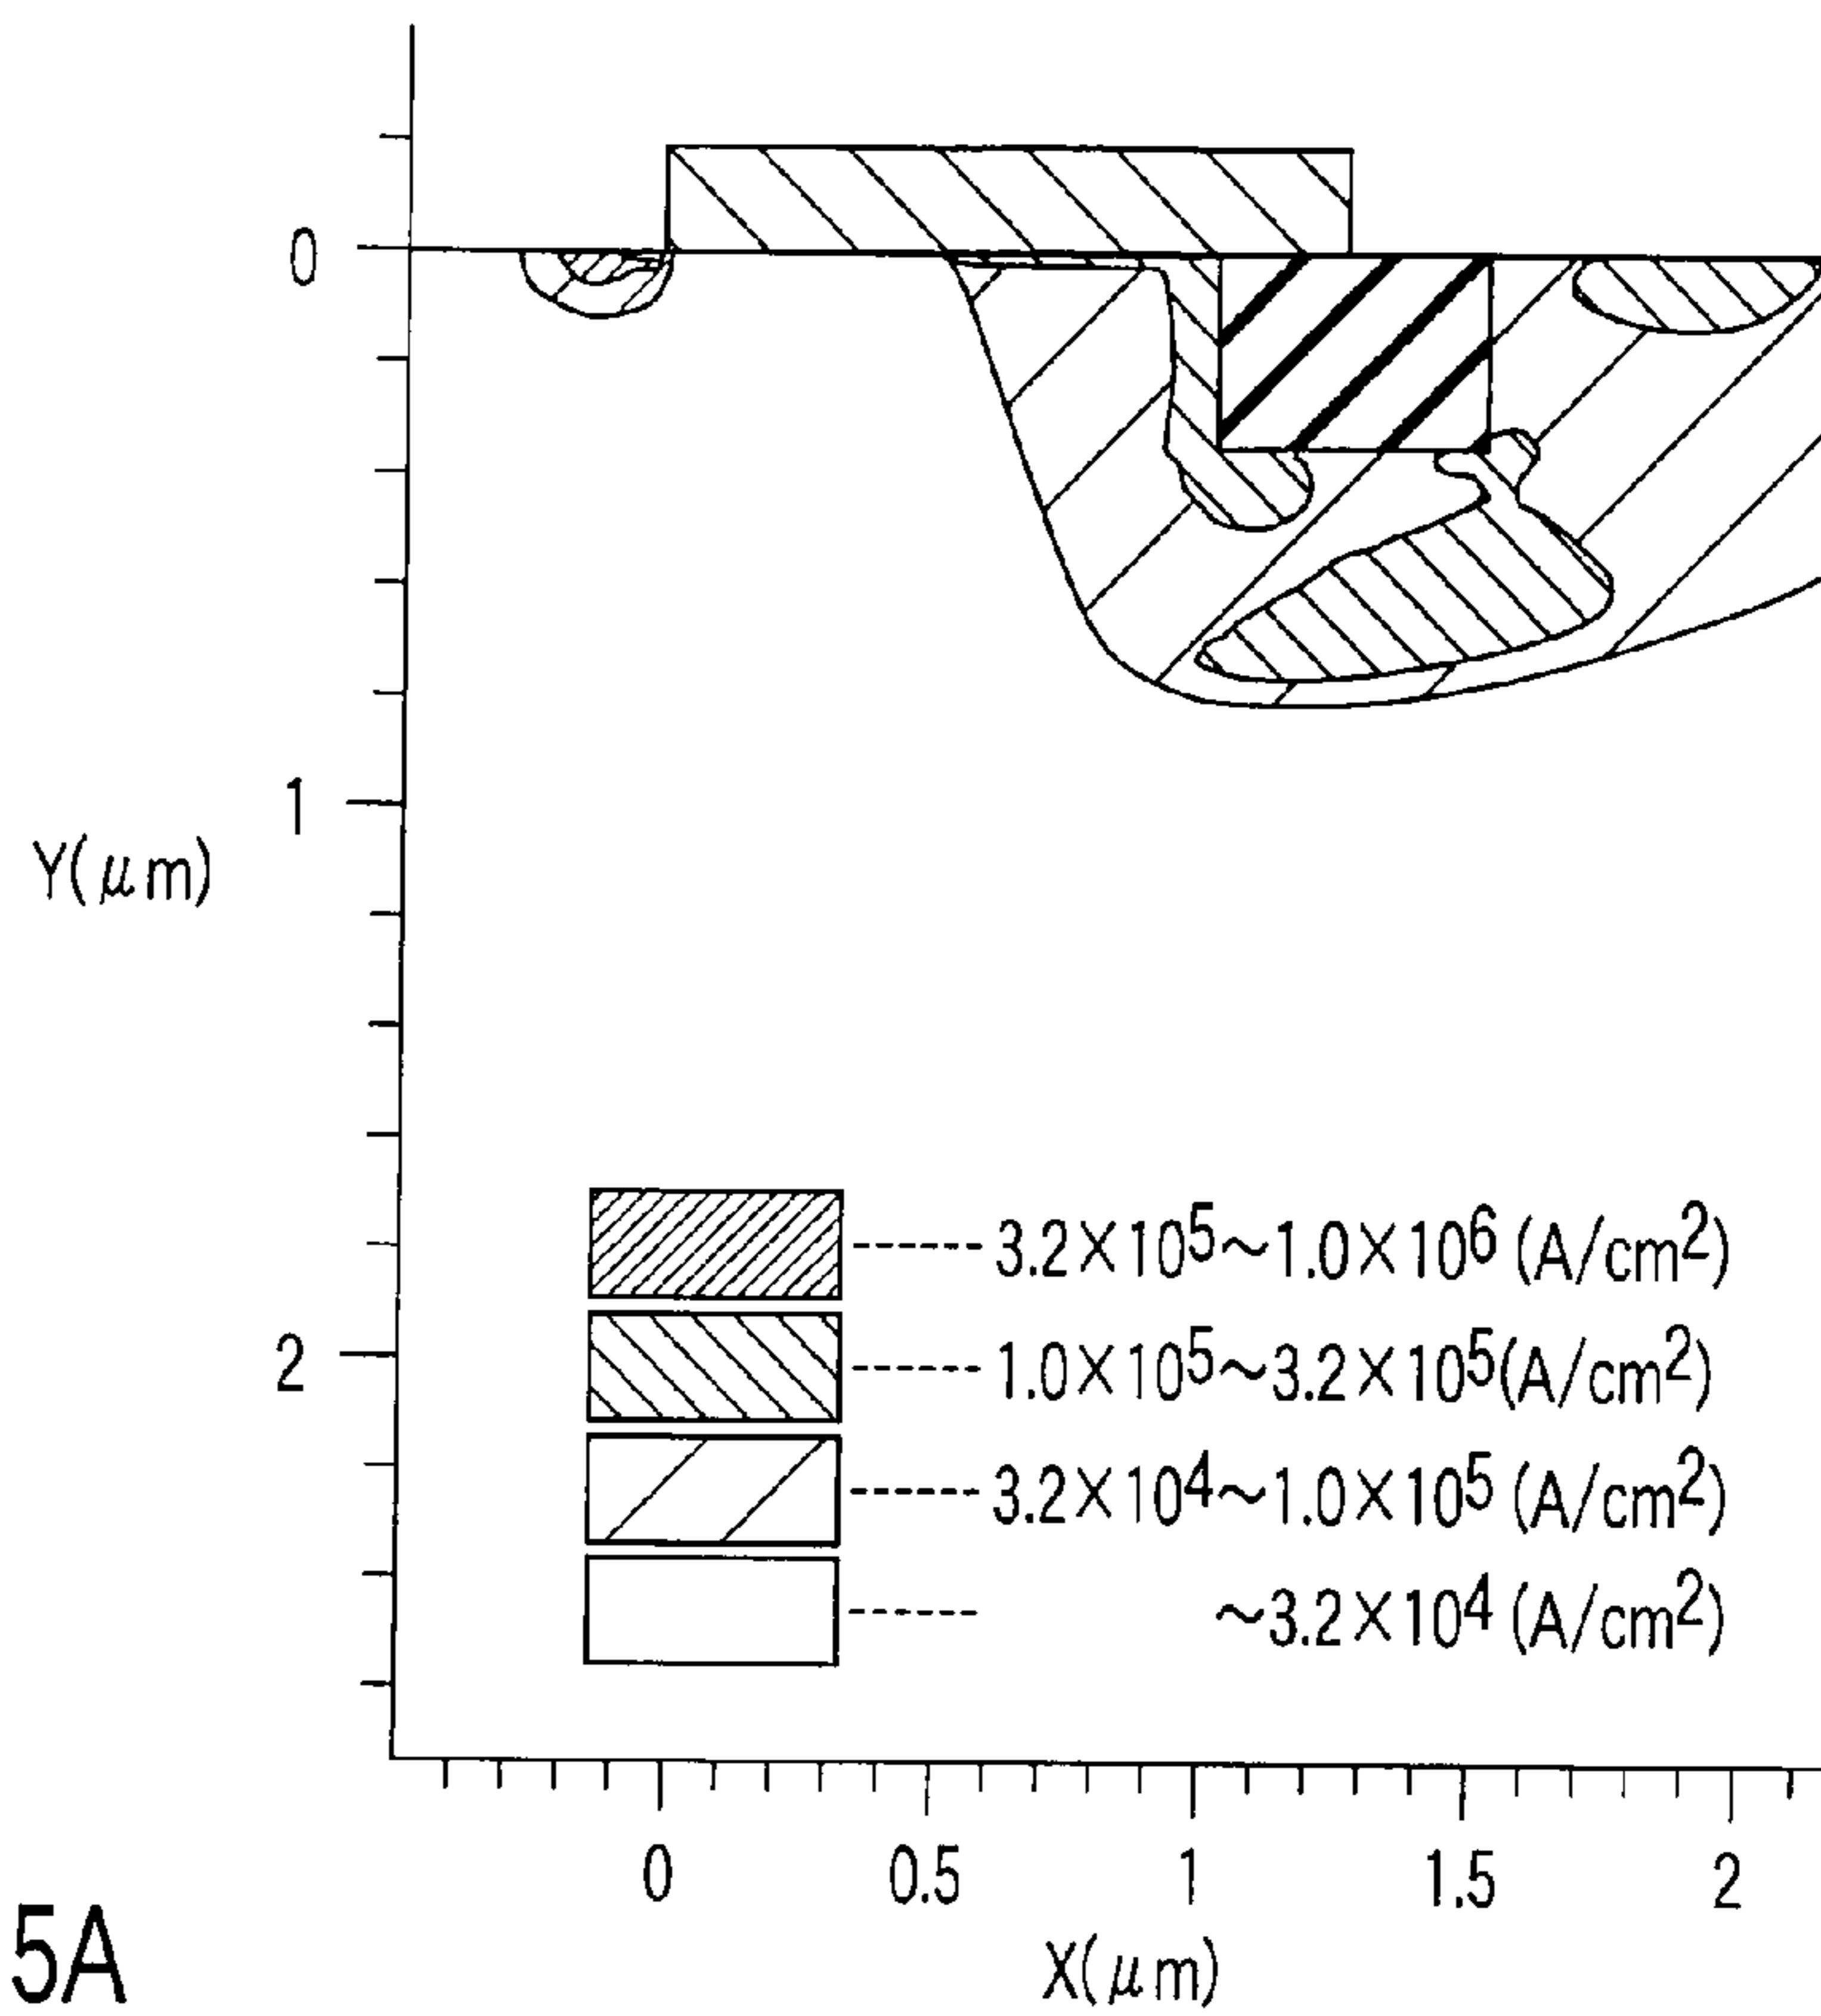 0
1
Y(μm)
2
3.2×10⁵~1.0×10⁶ (A/cm²)
1.0×10⁵~3.2×10⁵(A/cm²)
3.2×10⁴~1.0×10⁵ (A/cm²)
~3.2×10⁴ (A/cm²)
0 0.5 1 1.5 2
X(μm)
5A